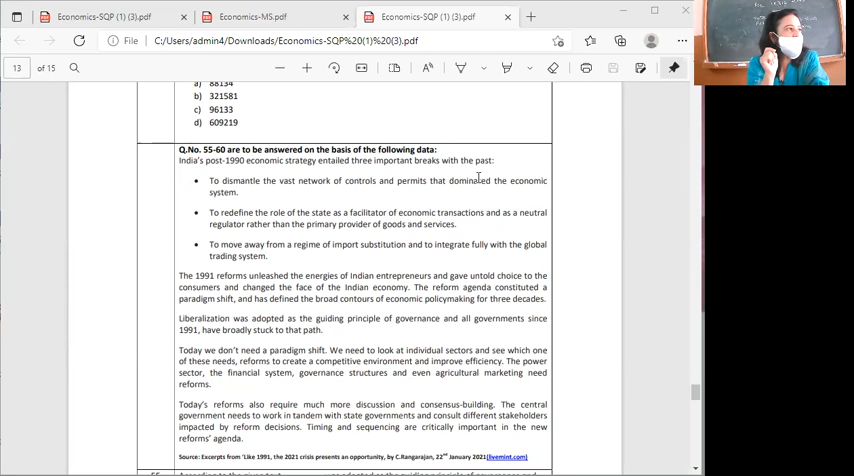 Economics-SQP (1) (3).pdf
Economics-MS.pdf
Economics-SQP (1) (3).pdf
File
C:/Users/admin4/Downloads/Economics-SQP%20(1)%20(3).pdf
13 of 15
a) 88134
b) 321581
c) 96133
d) 609219
Q.No. 55-60 are to be answered on the basis of the following data:
India's post-1990 economic strategy entailed three important breaks with the past:
• To dismantle the vast network of controls and permits that dominated the economic
system.
• To redefine the role of the state as a facilitator of economic transactions and as a neutral
regulator rather than the primary provider of goods and services.
• To move away from a regime of import substitution and to integrate fully with the global
trading system.
The 1991 reforms unleashed the energies of Indian entrepreneurs and gave untold choice to the
consumers and changed the face of the Indian economy. The reform agenda constituted a
paradigm shift, and has defined the broad contours of economic policymaking for three decades.
Liberalization was adopted as the guiding principle of governance and all governments since
1991, have broadly stuck to that path.
Today we don't need a paradigm shift. We need to look at individual sectors and see which one
of these needs, reforms to create a competitive environment and improve efficiency. The power
sector, the financial system, governance structures and even agricultural marketing need
reforms.
Today's reforms also require much more discussion and consensus-building. The central
government needs to work in tandem with state governments and consult different stakeholders
impacted by reform decisions. Timing and sequencing are critically important in the new
reforms' agenda.
Source: Excerpts from 'Like 1991, the 2021 crisis presents an opportunity, by C.Rangarajan, 22nd January 2021(livemint.com)